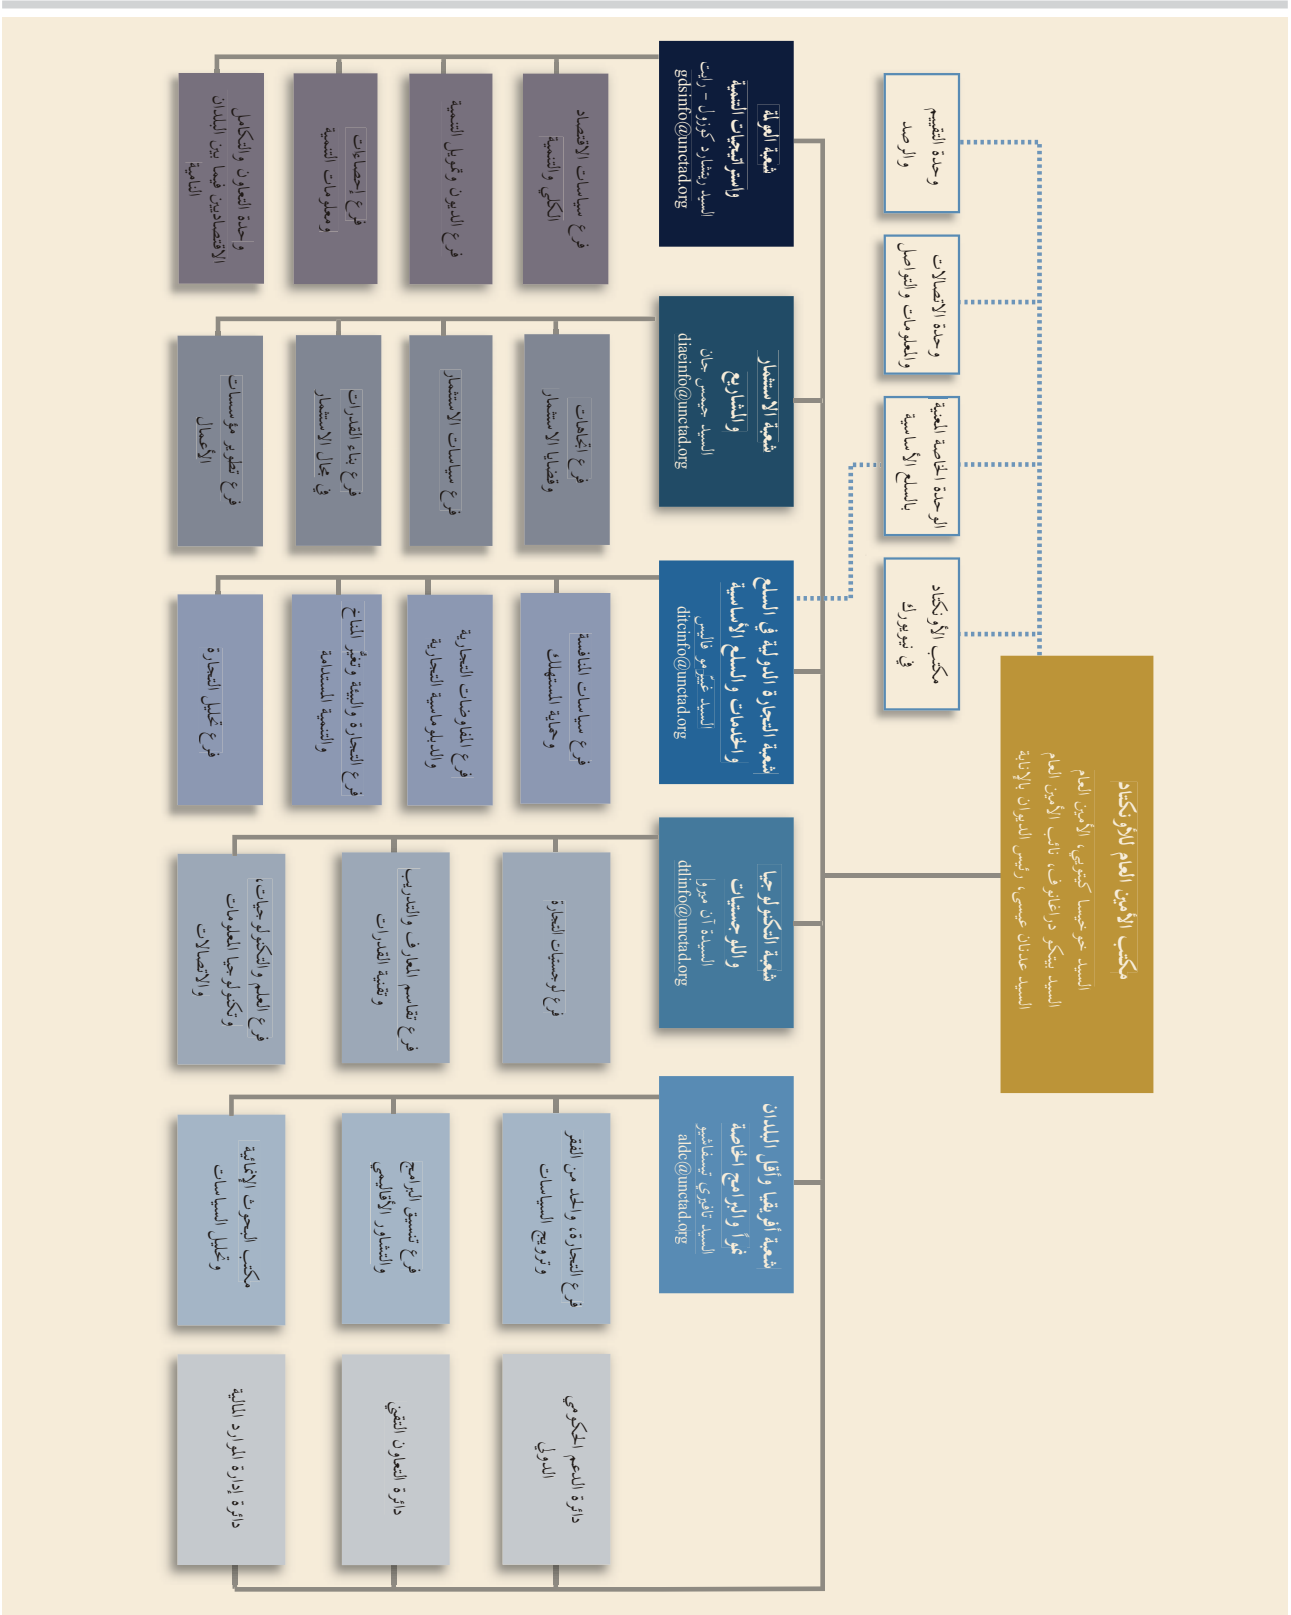 مكتب الأمين العام للأونكتاد
السيد خوخيسا كيتويي، الأمين العام
السيد بيتكو دراغانوف، نائب الأمين العام
السيد عدنان عيسى، رئيس الديوان بالإنابة
وحدة التقييم
والرصد
وحدة الاتصالات
والمعلومات والتواصل
الوحدة الخاصة المعنية
بالسلع الأساسية
مكتب الأونكتاد
في نيويورك
شعبة العولمة
واستراتيجيات التنمية
السيد ريتشارد كوزول - رايت
gdsinfo@unctad.org
فرع سياسات الاقتصاد
الكلي والتنمية
فرع الديون وتمويل التنمية
فرع إحصاءات
ومعلومات التنمية
وحدة التعاون والتكامل
الاقتصاديين فيما بين البلدان
النامية
شعبة الاستثمار
والمشاريع
السيد جيمس جان
diaeinfo@unctad.org
فرع اتجاهات
وقضايا الاستثمار
فرع سياسات الاستثمار
فرع بناء القدرات
في مجال الاستثمار
فرع تطوير مؤسسات
الأعمال
شعبة التجارة الدولية في السلع
والخدمات والسلع الأساسية
السيد غييرمو فاليس
ditcinfo@unctad.org
فرع سياسات المنافسة
وحماية المستهلك
فرع المفاوضات التجارية
والدبلوماسية التجارية
فرع التجارة والبيئة وتغيُّر المناخ
والتنمية المستدامة
فرع تحليل التجارة
شعبة التكنولوجيا
واللوجستيات
السيدة آن ميرو
dtlinfo@unctad.org
فرع لوجستيات التجارة
فرع تقاسم المعارف والتدريب
وتقنية القدرات
فرع العلم والتكنولوجيات،
وتكنولوجيا المعلومات
والاتصالات
شعبة أفريقيا وأقل البلدان
نمواً والبرامج الخاصة
السيد تافيري تيسفاشيو
aldc@unctad.org
فرع التجارة، والحد من الفقر
وترويج السياسات
فرع تنسيق البرامج
والتشاور الأقاليمي
مكتب البحوث الإنمائية
وتحليل السياسات
دائرة الدعم الحكومي
الدولي
دائرة التعاون التقني
دائرة إدارة الموارد المالية